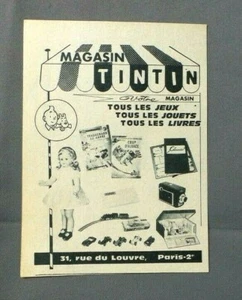 MAGASIN
TINTIN
Votre MAGASIN
TOUS LES JEUX
TOUS LES JOUETS
TOUS LES LIVRES
31, rue du Louvre, Paris-2e